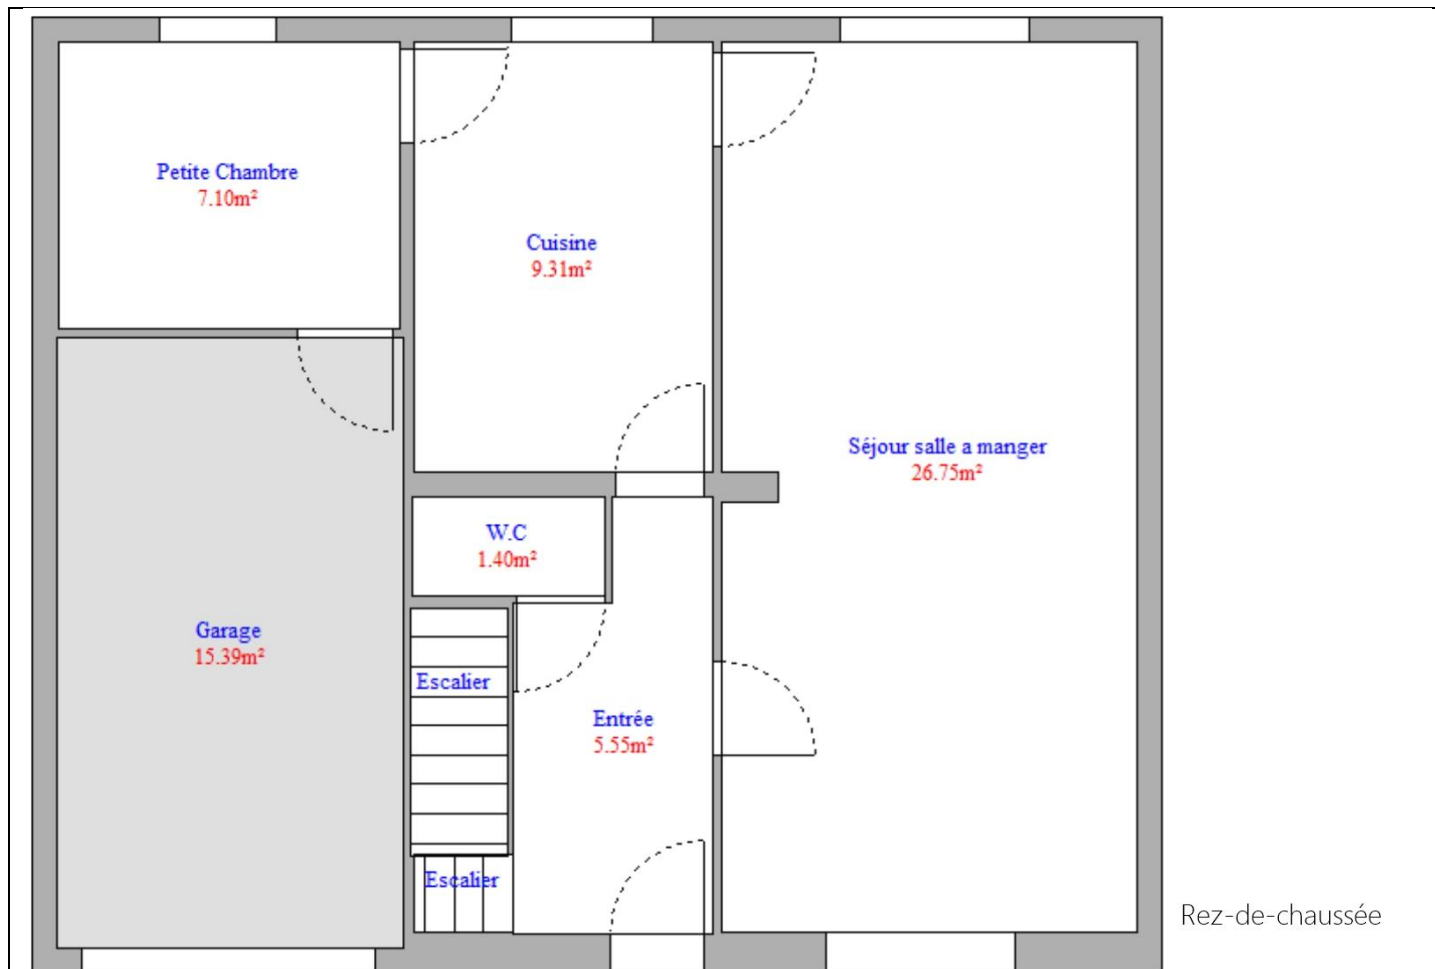 Petite Chambre
7.10m²
Cuisine
9.31m²
Séjour salle a manger
26.75m²
W.C
1.40m²
Garage
15.39m²
Escalier
Entrée
5.55m²
Escalier
Rez-de-chaussée